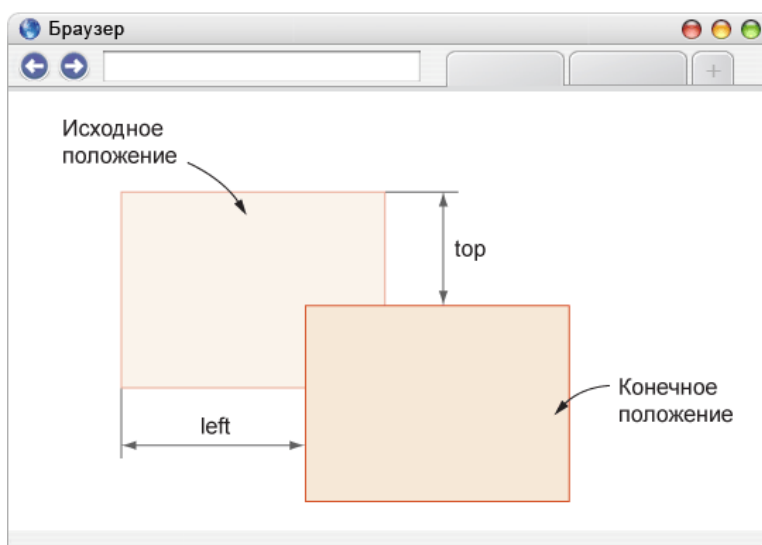 Браузер
Исходное
положение
top
left
Конечное
положение